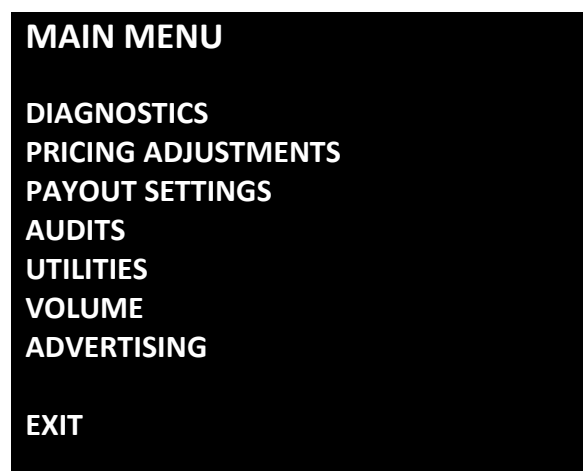 MAIN MENU
DIAGNOSTICS
PRICING ADJUSTMENTS
PAYOUT SETTINGS
AUDITS
UTILITIES
VOLUME
ADVERTISING
EXIT